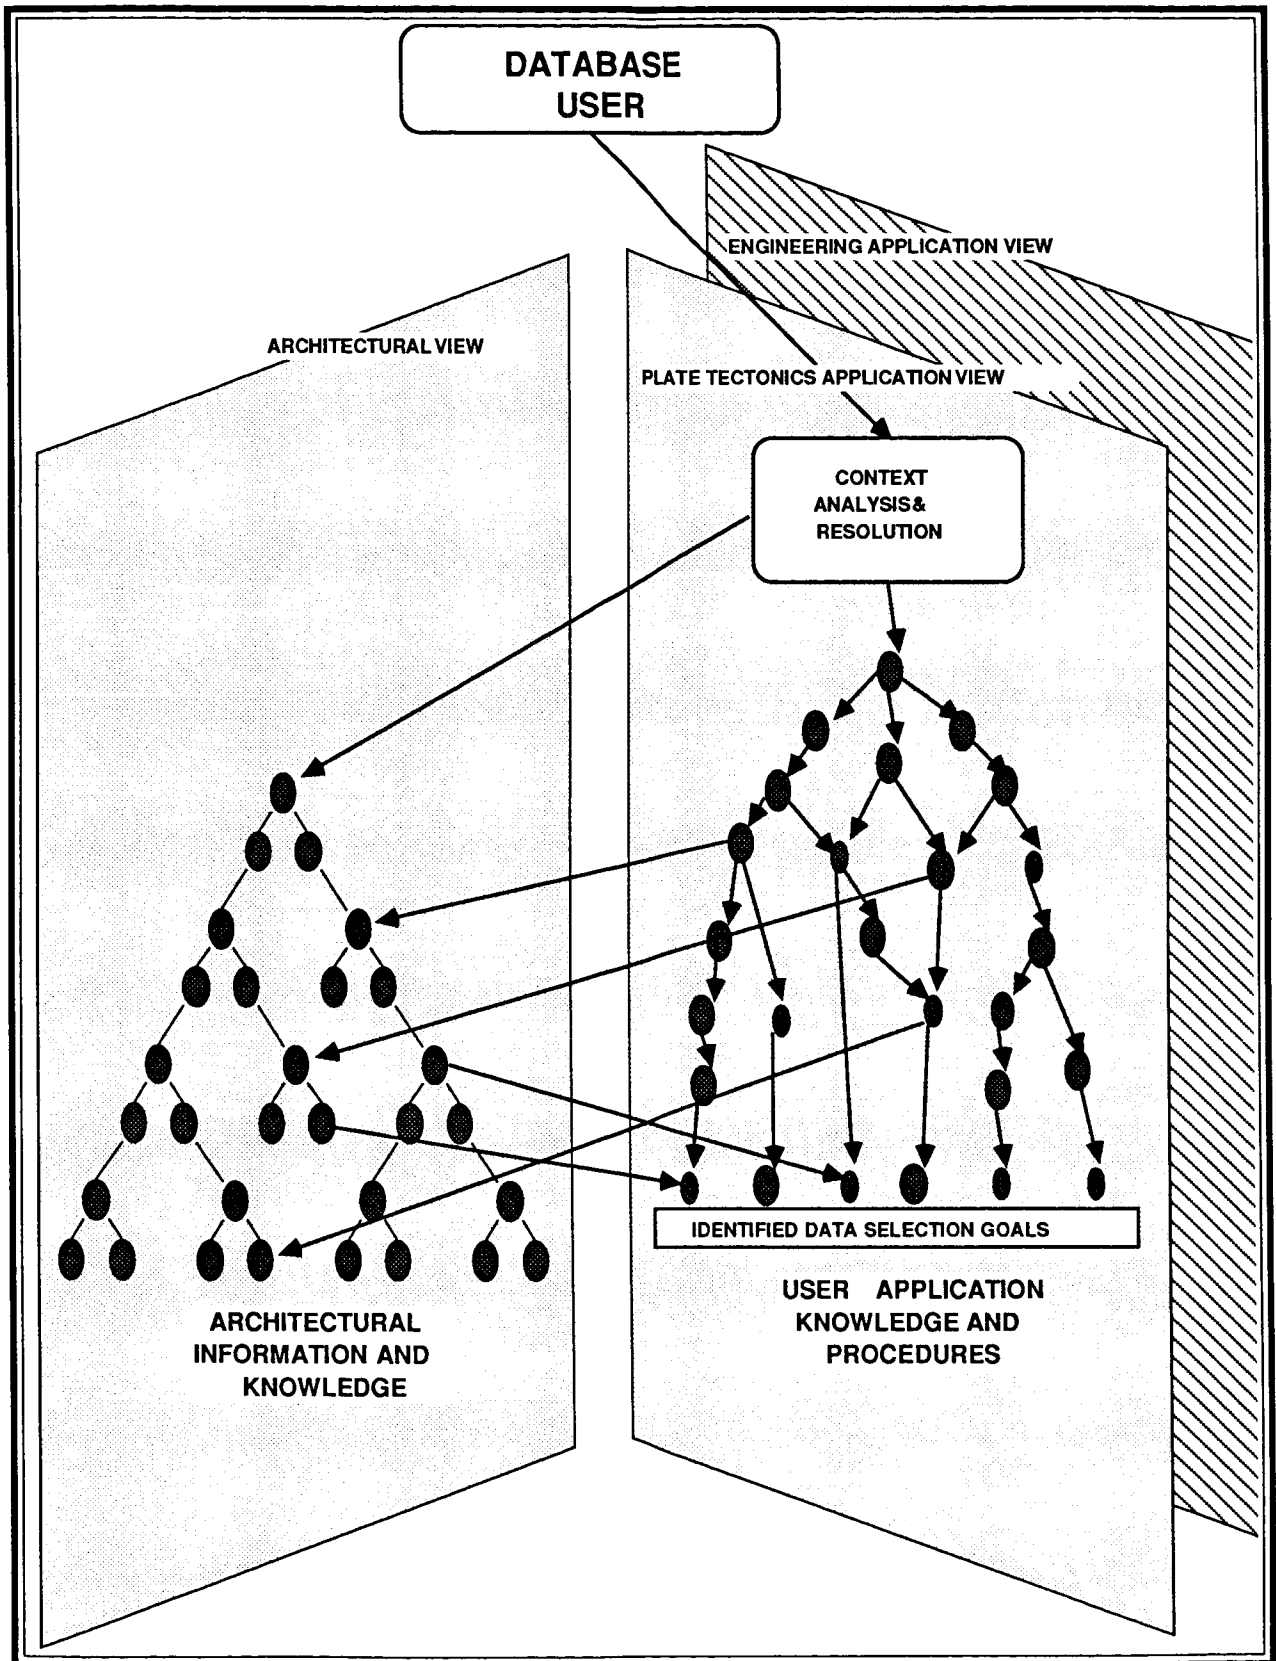 DATABASE
USER
ENGINEERING APPLICATION VIEW
ARCHITECTURAL VIEW
PLATE TECTONICS APPLICATION VIEW
CONTEXT
ANALYSIS&
RESOLUTION
IDENTIFIED DATA SELECTION GOALS
ARCHITECTURAL
INFORMATION AND
KNOWLEDGE
USER APPLICATION
KNOWLEDGE AND
PROCEDURES